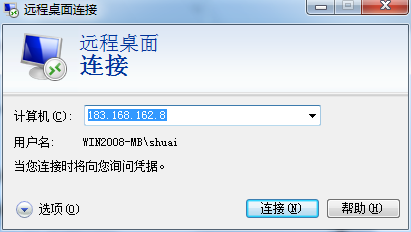 远程桌面连接
远程桌面
连接
计算机(C): 183.168.162.8
用户名: WIN2008-MB\shuai
当您连接时将向您询问凭据。
选项(O) 连接(N) 帮助(H)